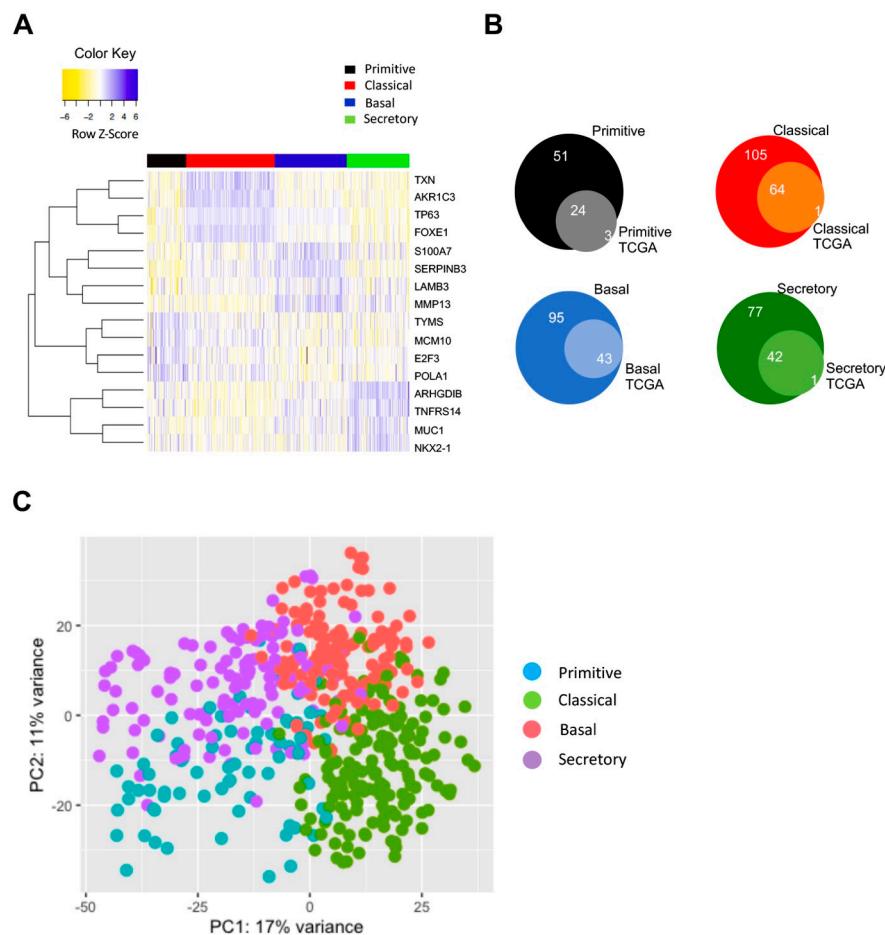 A
Color Key
-6 -2 0 2 4 6
Row Z-Score
Primitive
Classical
Basal
Secretory
TXN
AKR1C3
TP63
FOXE1
S100A7
SERPINB3
LAMB3
MMP13
TYMS
MCM10
E2F3
POLA1
ARHGDIB
TNFRS14
MUC1
NKX2-1
B
Primitive
51
24
3
Primitive
TCGA
Classical
105
64
1
Classical
TCGA
Basal
95
43
Basal
TCGA
Secretory
77
42
1
Secretory
TCGA
C
PC2: 11% variance
20
0
-20
-50
-25
0
25
PC1: 17% variance
Primitive
Classical
Basal
Secretory